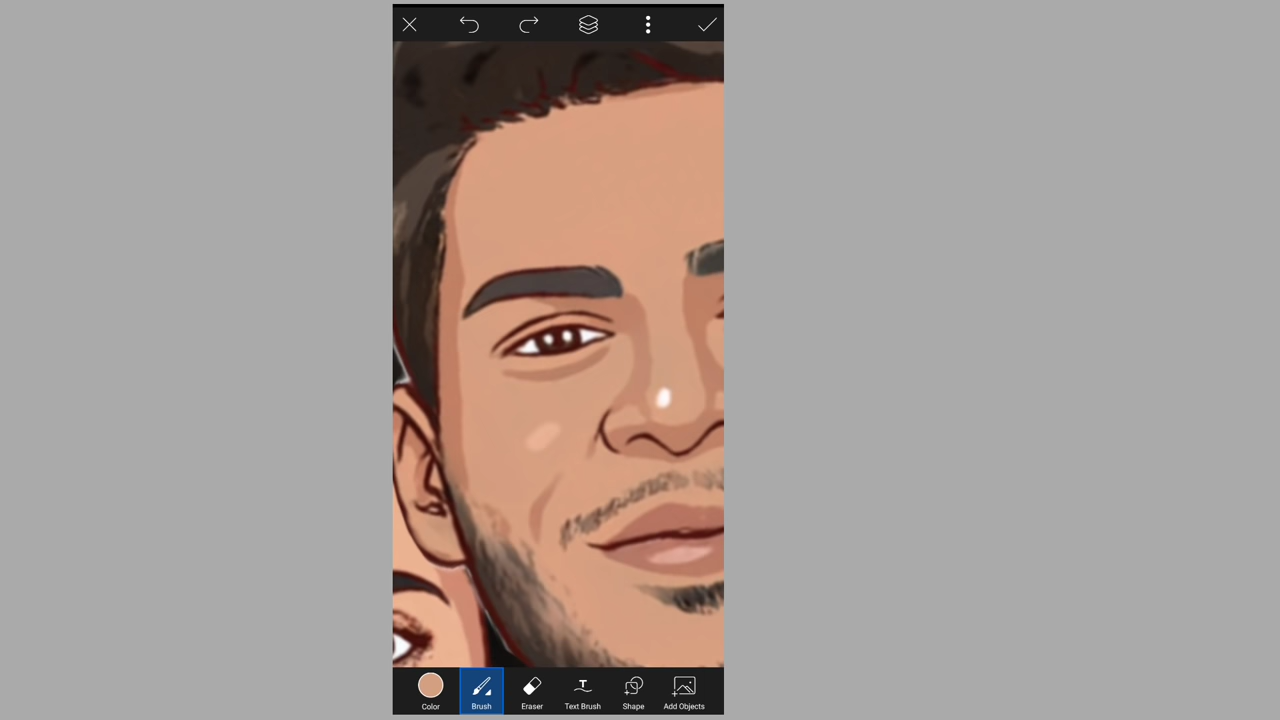 Color
Brush
Eraser
T
Text Brush
Shape
Add Objects